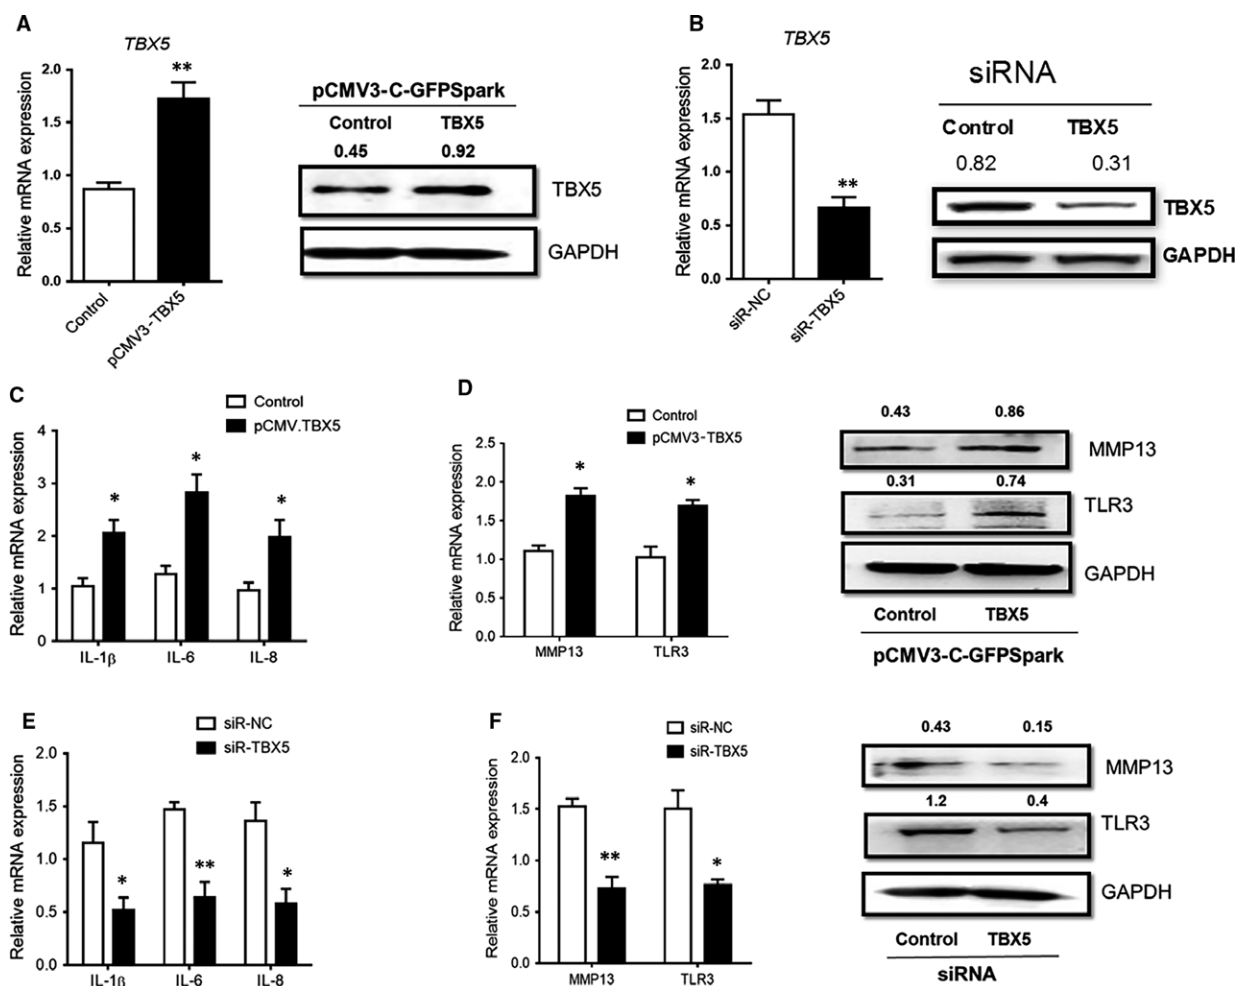 A
TBX5
Relative mRNA expression
2.0
1.5
1.0
0.5
0.0
**
Control
pCMV3-TBX5
pCMV3-C-GFPSpark
Control TBX5
0.45 0.92
TBX5
GAPDH
B
TBX5
Relative mRNA expression
2.0
1.5
1.0
0.5
0.0
**
siR-NC
siR-TBX5
siRNA
Control TBX5
0.82 0.31
TBX5
GAPDH
C
Control
pCMV.TBX5
Relative mRNA expression
4
3
2
1
0
* * *
IL-1β IL-6 IL-8
D
Control
pCMV3-TBX5
Relative mRNA expression
2.5
2.0
1.5
1.0
0.5
0.0
* *
MMP13 TLR3
0.43 0.86
MMP13
0.31 0.74
TLR3
GAPDH
Control TBX5
pCMV3-C-GFPSpark
E
siR-NC
siR-TBX5
Relative mRNA expression
2.0
1.5
1.0
0.5
0.0
* ** *
IL-1β IL-6 IL-8
F
siR-NC
siR-TBX5
Relative mRNA expression
2.0
1.5
1.0
0.5
0.0
** *
MMP13 TLR3
0.43 0.15
MMP13
1.2 0.4
TLR3
GAPDH
Control TBX5
siRNA